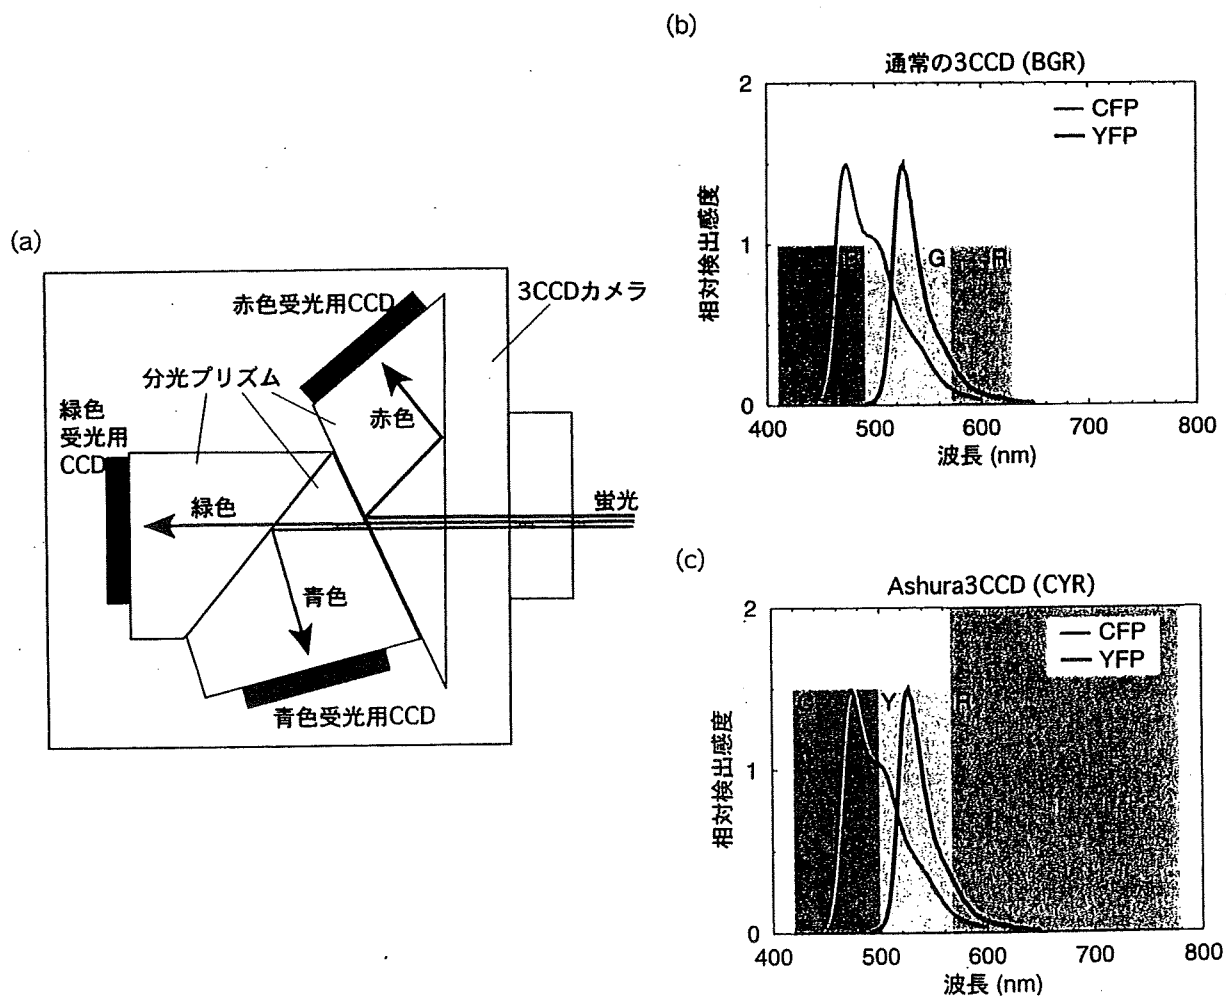 (a)
赤色受光用CCD
3CCDカメラ
分光プリズム
緑色
受光用
CCD
赤色
緑色
蛍光
青色
青色受光用CCD
(b)
通常の3CCD (BGR)
2
CFP
YFP
相対検出感度
1
G
R
0
400
500
600
700
800
波長 (nm)
(c)
Ashura3CCD (CYR)
2
CFP
YFP
相対検出感度
C
Y
R
1
0
400
500
600
700
800
波長 (nm)